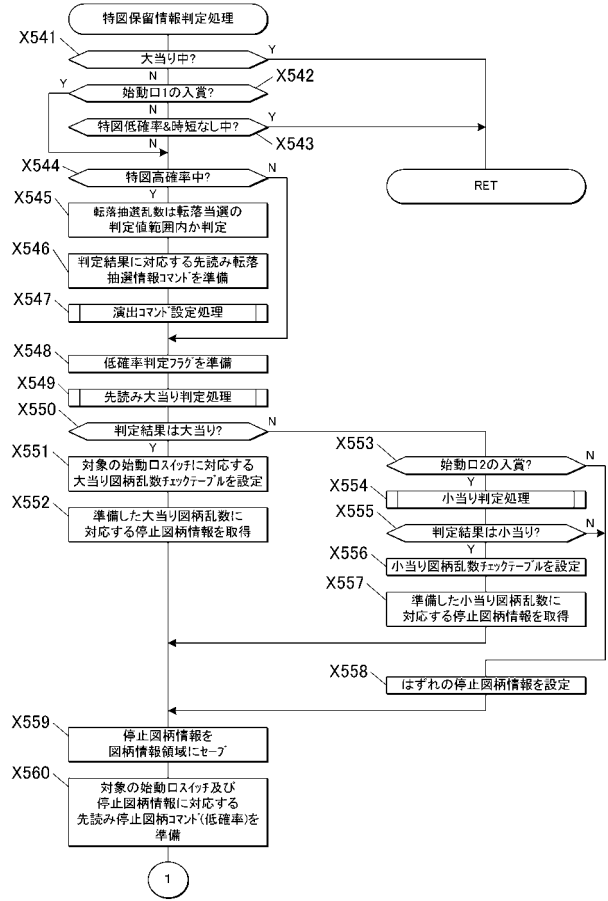 特図保留情報判定処理
X541
大当り中?
Y
N
X542
Y
始動口1の入賞?
N
特図低確率&時短なし中?
Y
X543
N
X544
特図高確率中?
N
Y
RET
X545
転落抽選乱数は転落当選の
判定値範囲内か判定
X546
判定結果に対応する先読み転落
抽選情報コマンドを準備
X547
演出コマンド設定処理
X548
低確率判定フラグを準備
X549
先読み大当り判定処理
X550
判定結果は大当り?
N
Y
X551
対象の始動口スイッチに対応する
大当り図柄乱数チェックテーブルを設定
X552
準備した大当り図柄乱数に
対応する停止図柄情報を取得
X553
始動口2の入賞?
N
Y
X554
小当り判定処理
X555
判定結果は小当り?
N
Y
X556
小当り図柄乱数チェックテーブルを設定
X557
準備した小当り図柄乱数に
対応する停止図柄情報を取得
X558
はずれの停止図柄情報を設定
X559
停止図柄情報を
図柄情報領域にセーブ
X560
対象の始動口スイッチ及び
停止図柄情報に対応する
先読み停止図柄コマンド(低確率)を
準備
1